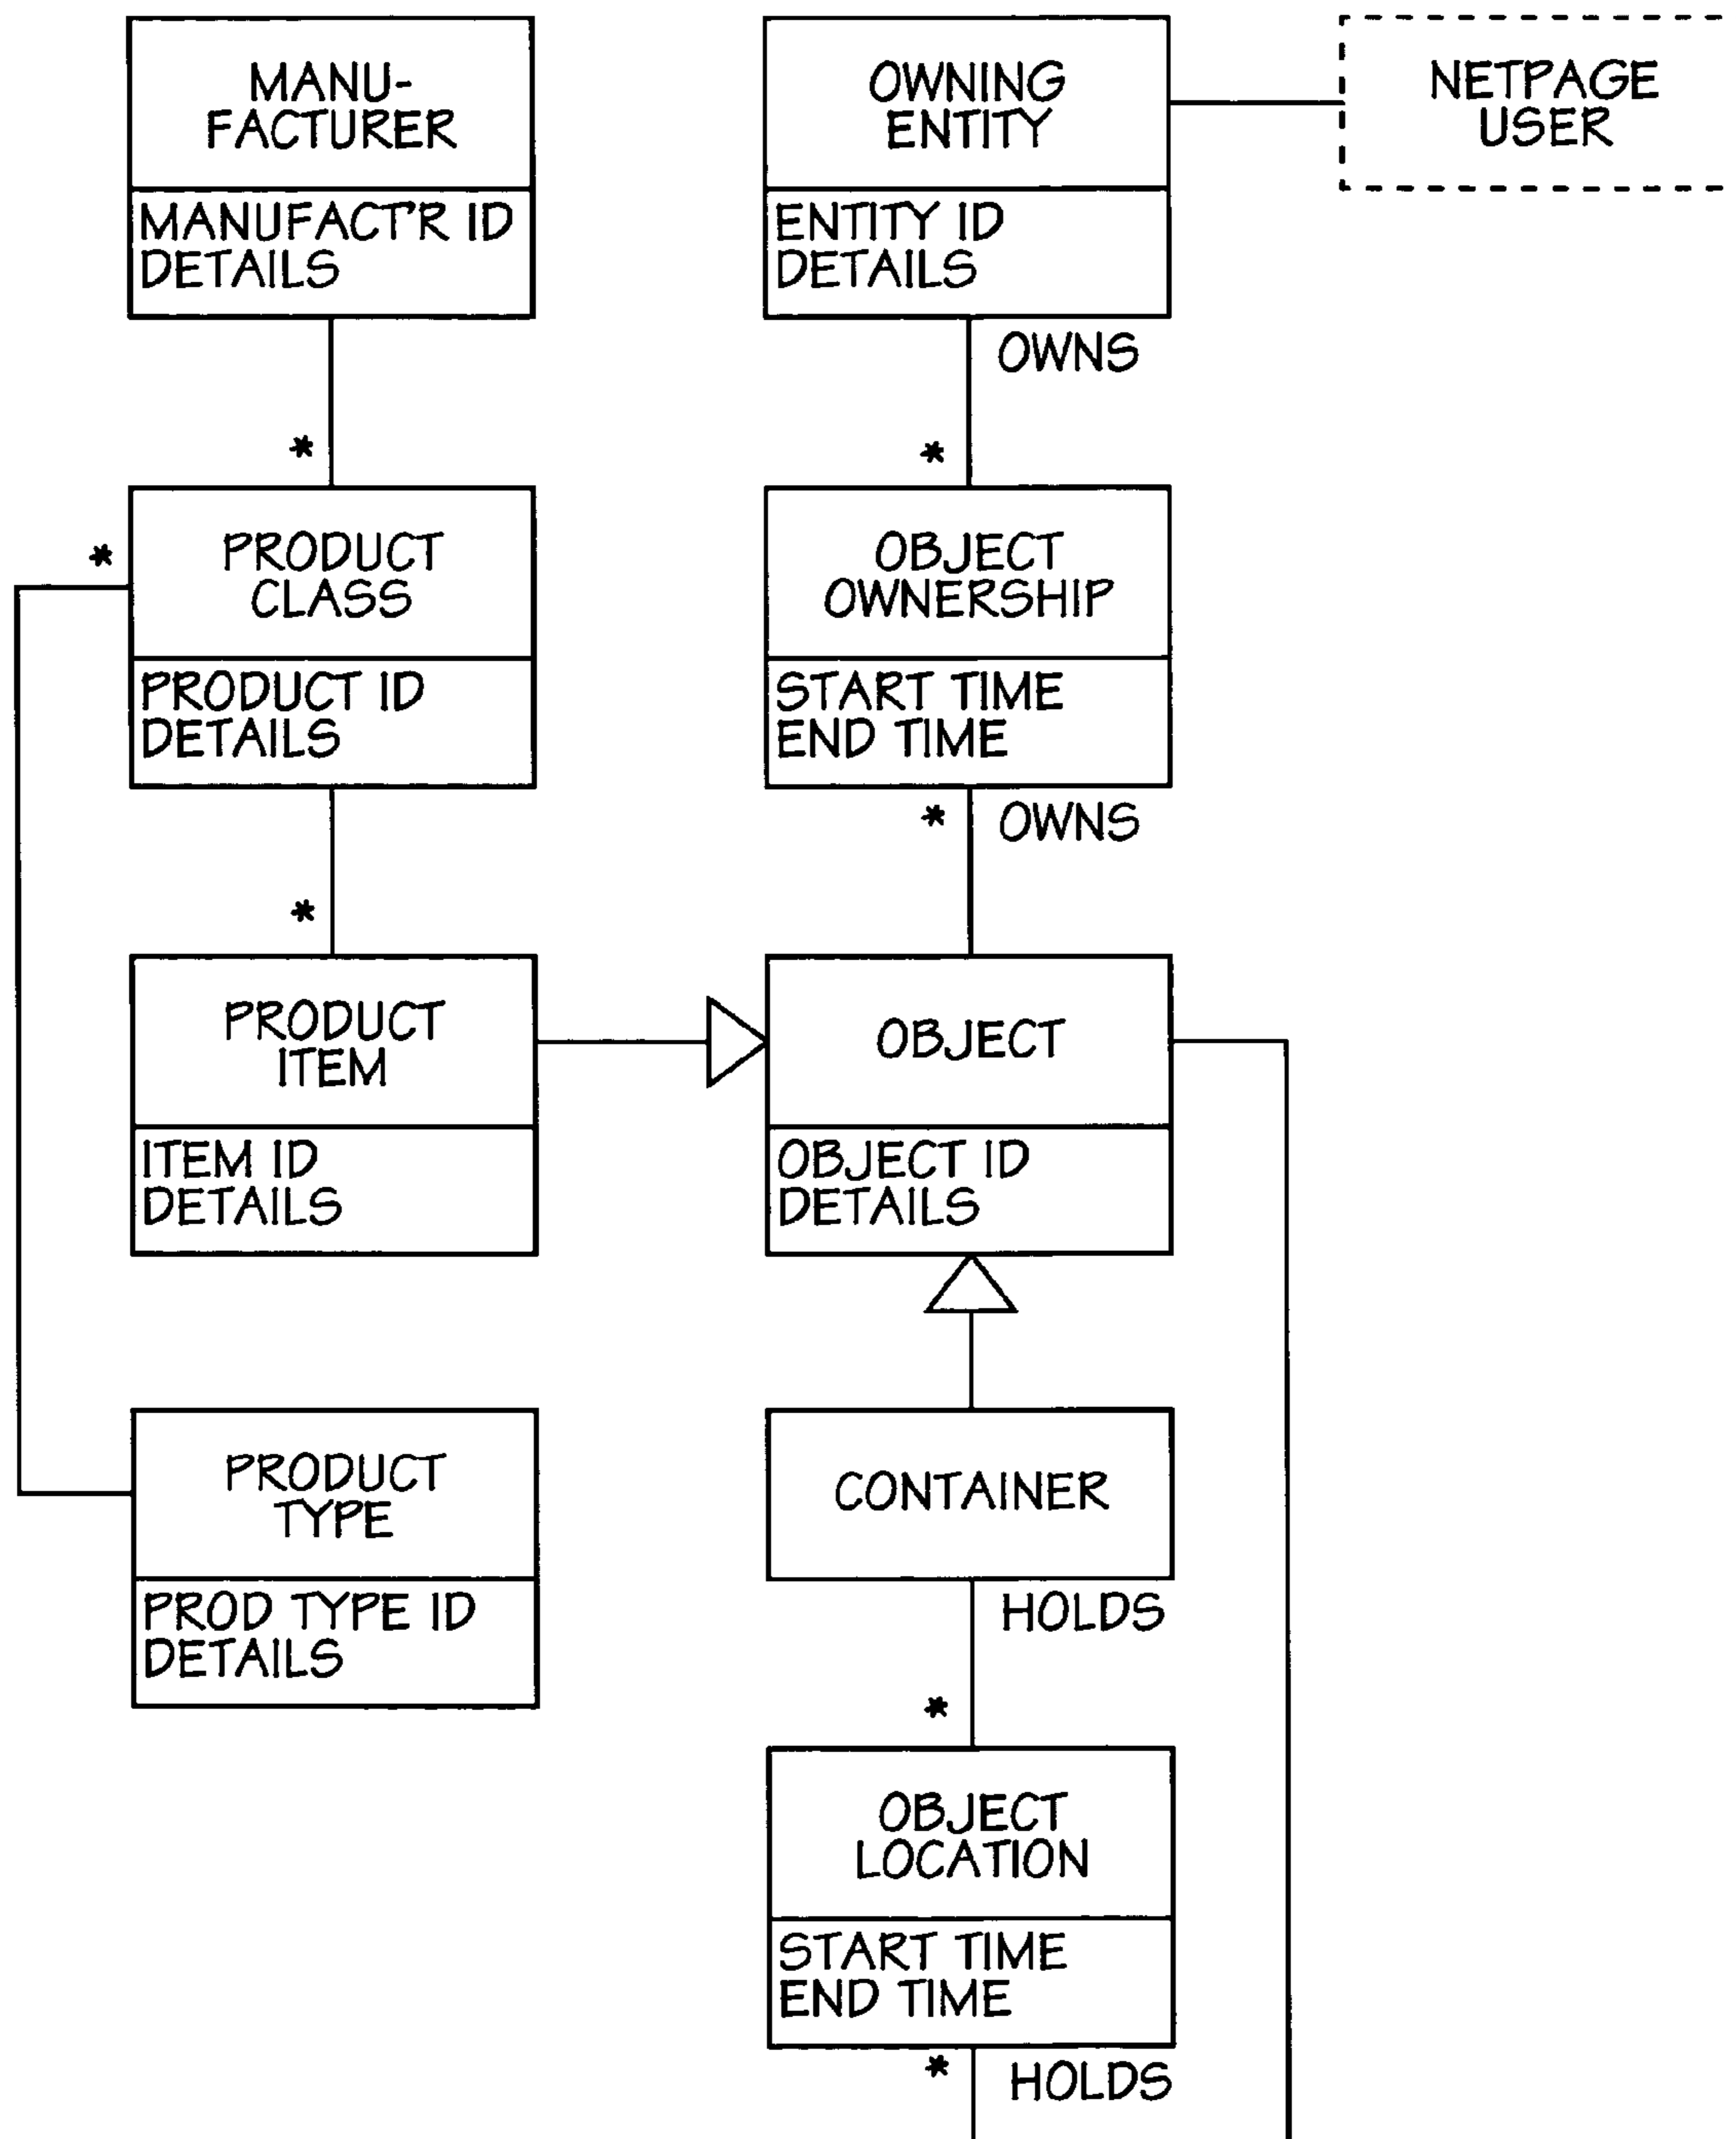 MANU-
FACTURER
MANUFACT'R ID
DETAILS
OWNING
ENTITY
ENTITY ID
DETAILS
NETPAGE
USER
OWNS
*
*
*
PRODUCT
CLASS
PRODUCT ID
DETAILS
OBJECT
OWNERSHIP
START TIME
END TIME
* OWNS
*
PRODUCT
ITEM
ITEM ID
DETAILS
OBJECT
OBJECT ID
DETAILS
PRODUCT
TYPE
PROD TYPE ID
DETAILS
CONTAINER
HOLDS
*
OBJECT
LOCATION
START TIME
END TIME
* HOLDS